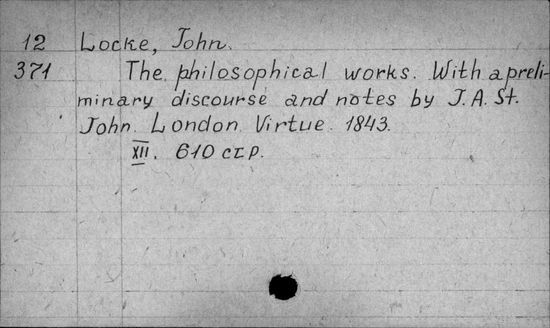 12 Locke, John.
371 The philosophical works. With a preli-
minary discourse and notes by J. A. St.
John. London. Virtue. 1843.
XII. 610 стр.